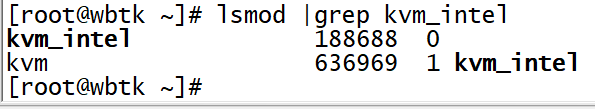 [root@wbtk ~]# lsmod |grep kvm_intel
kvm_intel 188688 0
kvm 636969 1 kvm_intel
[root@wbtk ~]#